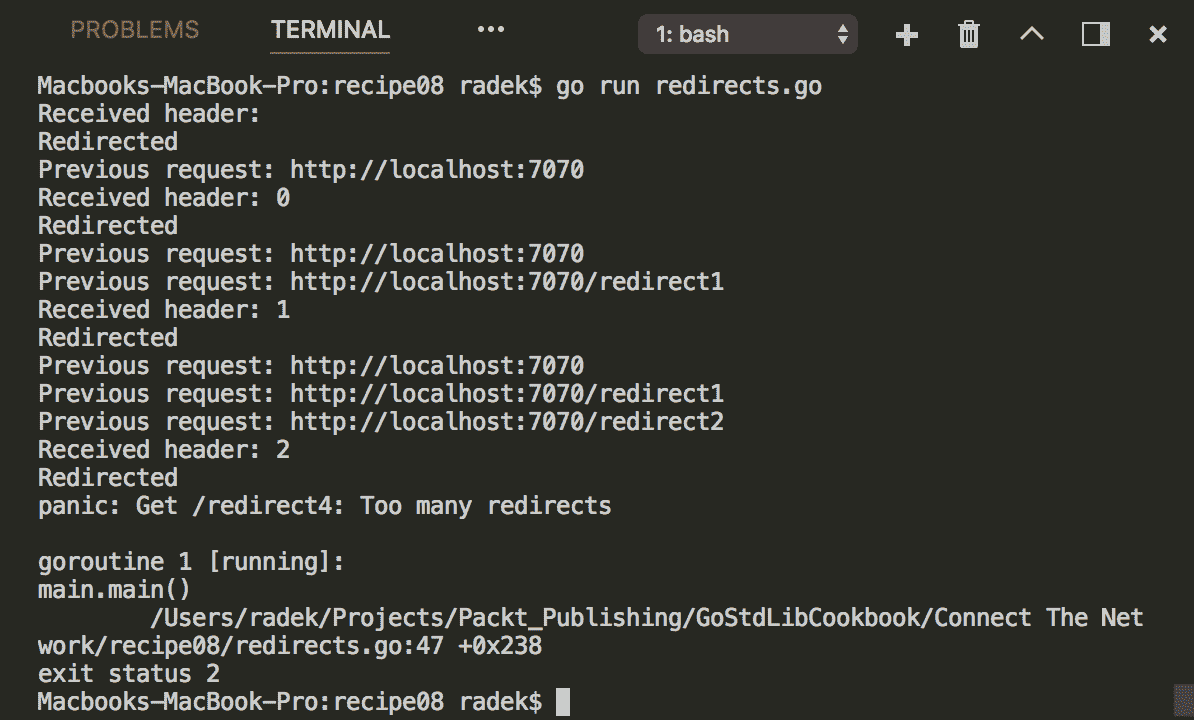 PROBLEMS TERMINAL ••• 1: bash
Macbooks-MacBook-Pro:recipe08 radek$ go run redirects.go
Received header:
Redirected
Previous request: http://localhost:7070
Received header: 0
Redirected
Previous request: http://localhost:7070
Previous request: http://localhost:7070/redirect1
Received header: 1
Redirected
Previous request: http://localhost:7070
Previous request: http://localhost:7070/redirect1
Previous request: http://localhost:7070/redirect2
Received header: 2
Redirected
panic: Get /redirect4: Too many redirects
goroutine 1 [running]:
main.main()
/Users/radek/Projects/Packt_Publishing/GoStdLibCookbook/Connect The Net
work/recipe08/redirects.go:47 +0x238
exit status 2
Macbooks-MacBook-Pro:recipe08 radek$